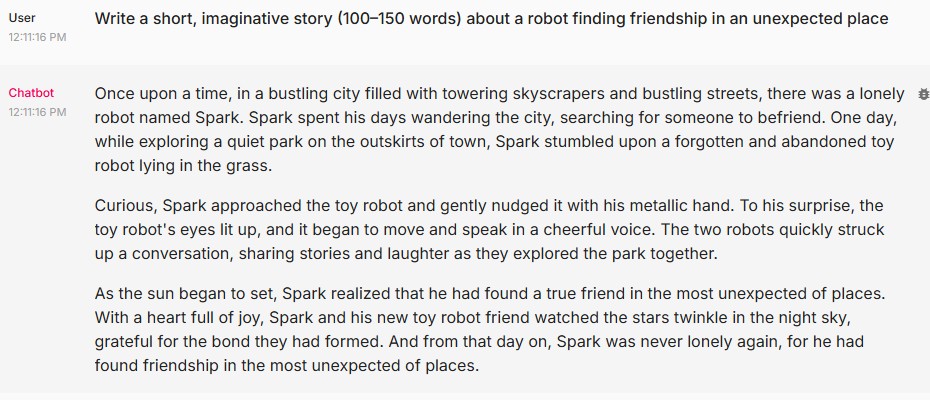 User
12:11:16 PM
Write a short, imaginative story (100–150 words) about a robot finding friendship in an unexpected place
Chatbot
12:11:16 PM
Once upon a time, in a bustling city filled with towering skyscrapers and bustling streets, there was a lonely
robot named Spark. Spark spent his days wandering the city, searching for someone to befriend. One day,
while exploring a quiet park on the outskirts of town, Spark stumbled upon a forgotten and abandoned toy
robot lying in the grass.
Curious, Spark approached the toy robot and gently nudged it with his metallic hand. To his surprise, the
toy robot's eyes lit up, and it began to move and speak in a cheerful voice. The two robots quickly struck
up a conversation, sharing stories and laughter as they explored the park together.
As the sun began to set, Spark realized that he had found a true friend in the most unexpected of places.
With a heart full of joy, Spark and his new toy robot friend watched the stars twinkle in the night sky,
grateful for the bond they had formed. And from that day on, Spark was never lonely again, for he had
found friendship in the most unexpected of places.